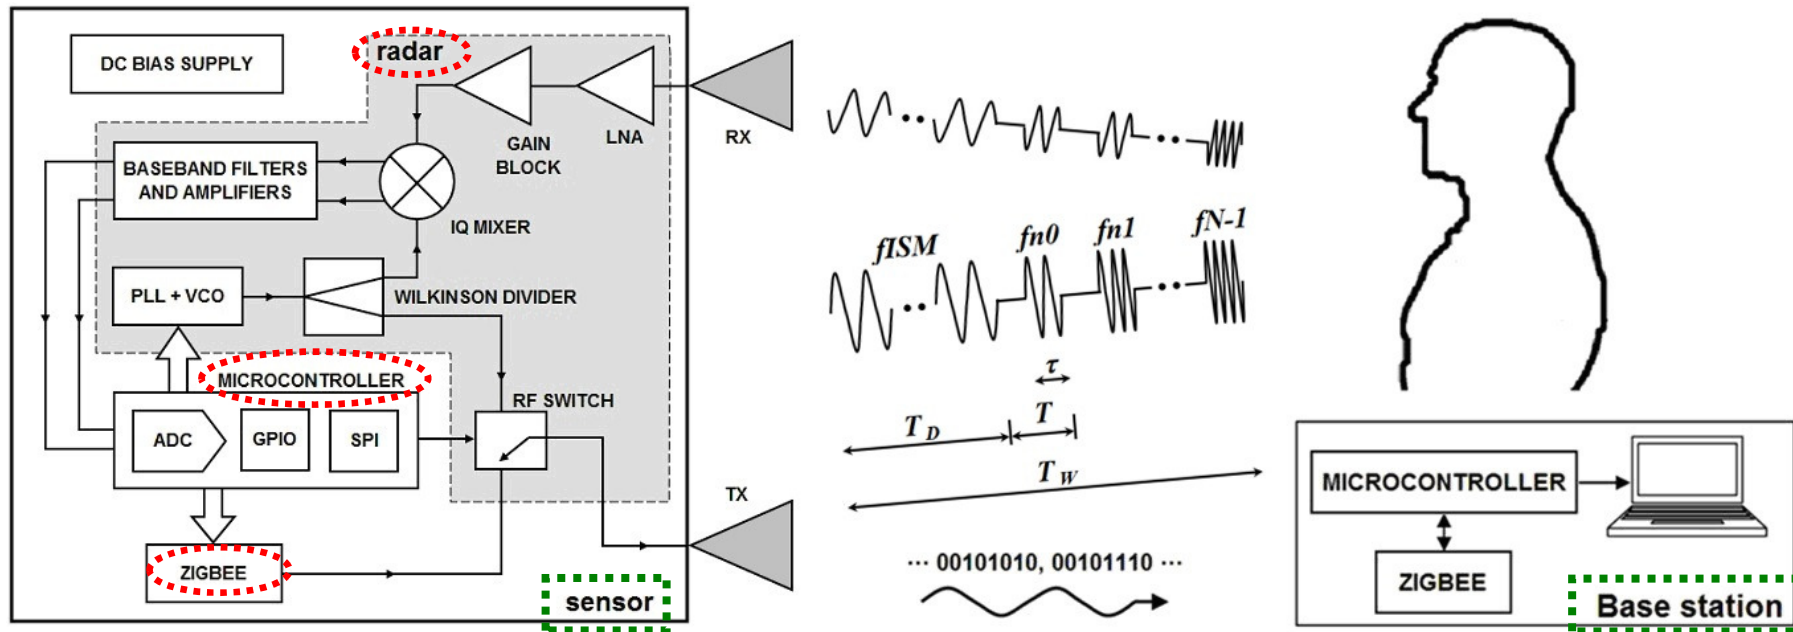 DC BIAS SUPPLY
radar
GAIN
BLOCK
LNA
RX
BASEBAND FILTERS
AND AMPLIFIERS
IQ MIXER
PLL + VCO
WILKINSON DIVIDER
MICROCONTROLLER
ADC
GPIO
SPI
RF SWITCH
ZIGBEE
TX
sensor
fISM
fn0
fn1
fN-1
τ
T D
T
T W
··· 00101010, 00101110 ···
MICROCONTROLLER
ZIGBEE
Base station